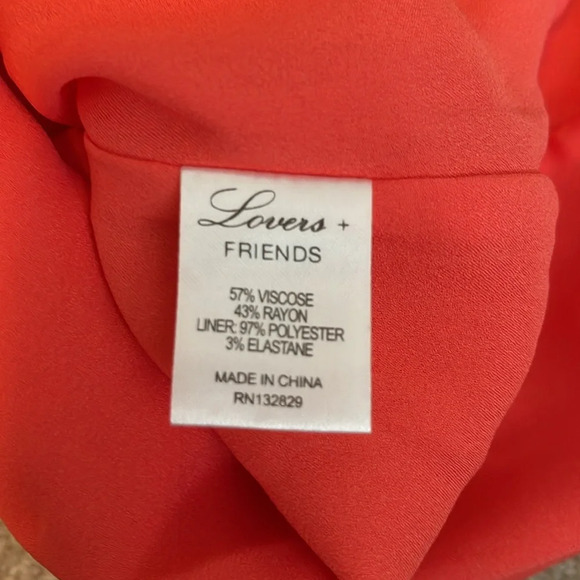 Lovers +
FRIENDS
57% VISCOSE
43% RAYON
LINER: 97% POLYESTER
3% ELASTANE
MADE IN CHINA
RN132829